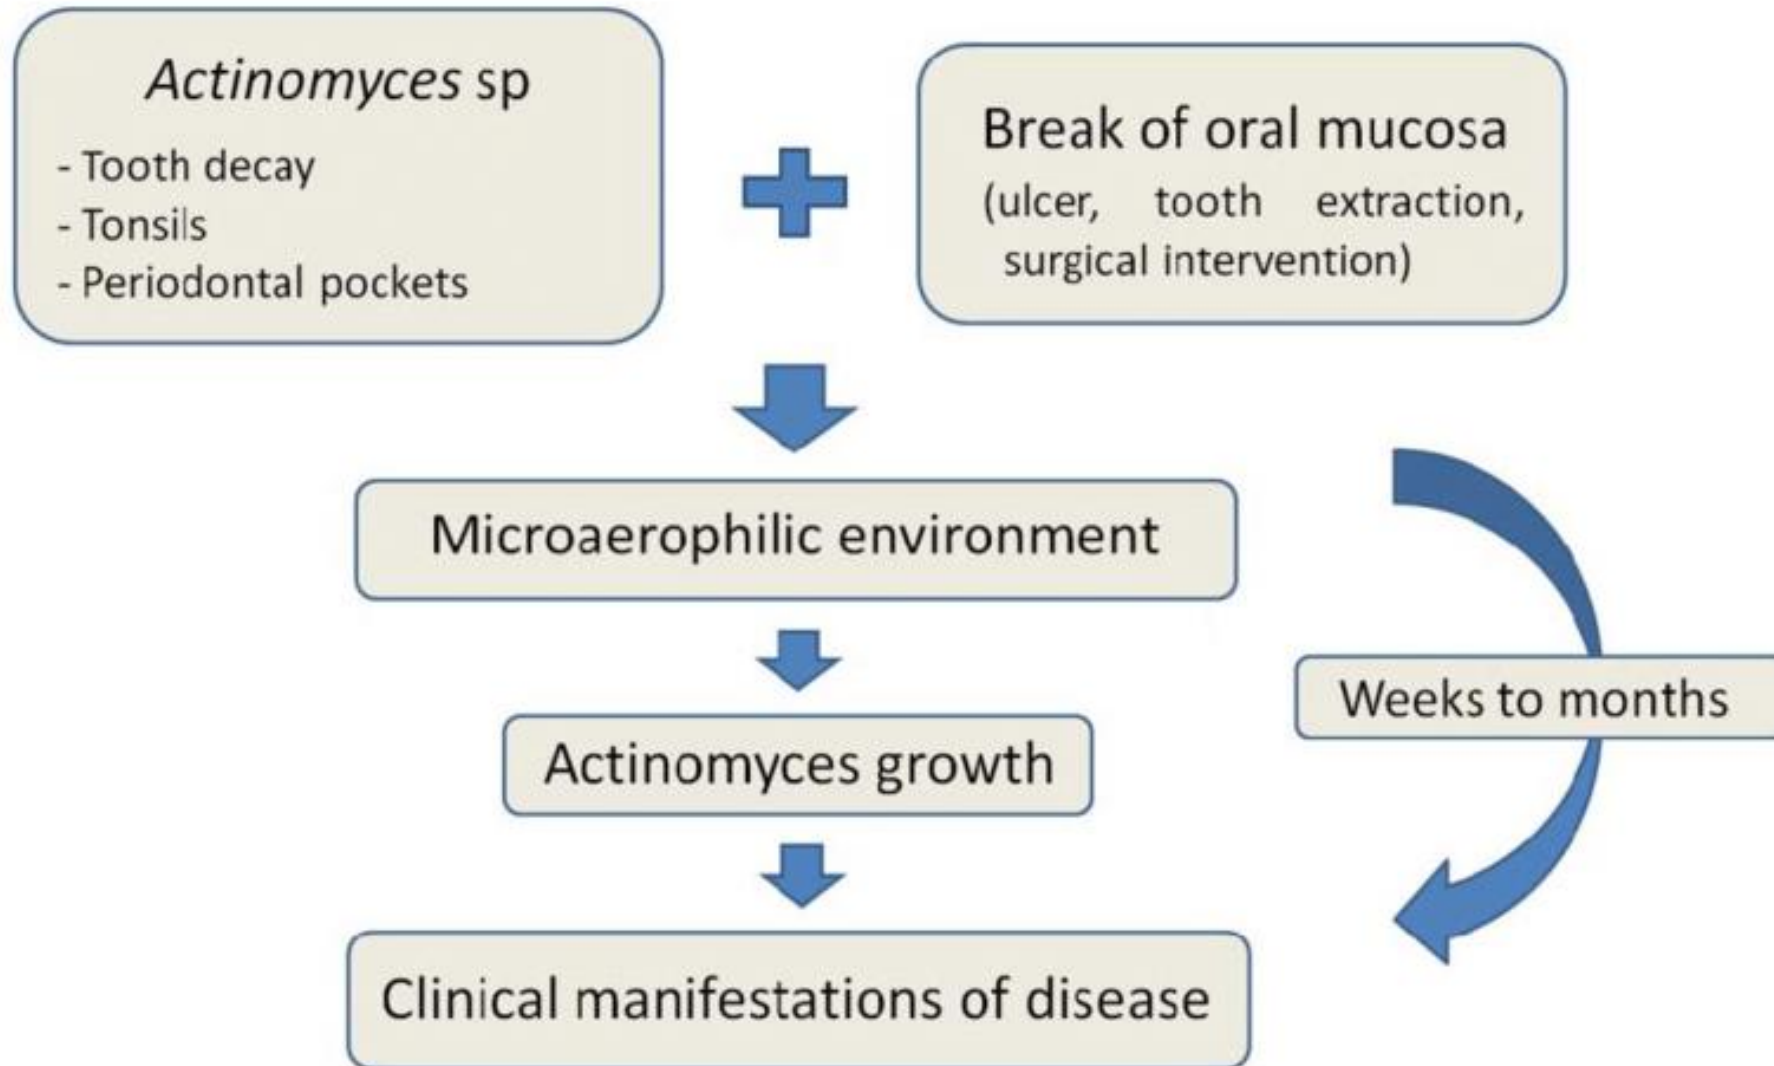 Actinomyces sp
- Tooth decay
- Tonsils
- Periodontal pockets
Break of oral mucosa
(ulcer, tooth extraction,
surgical intervention)
Microaerophilic environment
Weeks to months
Actinomyces growth
Clinical manifestations of disease